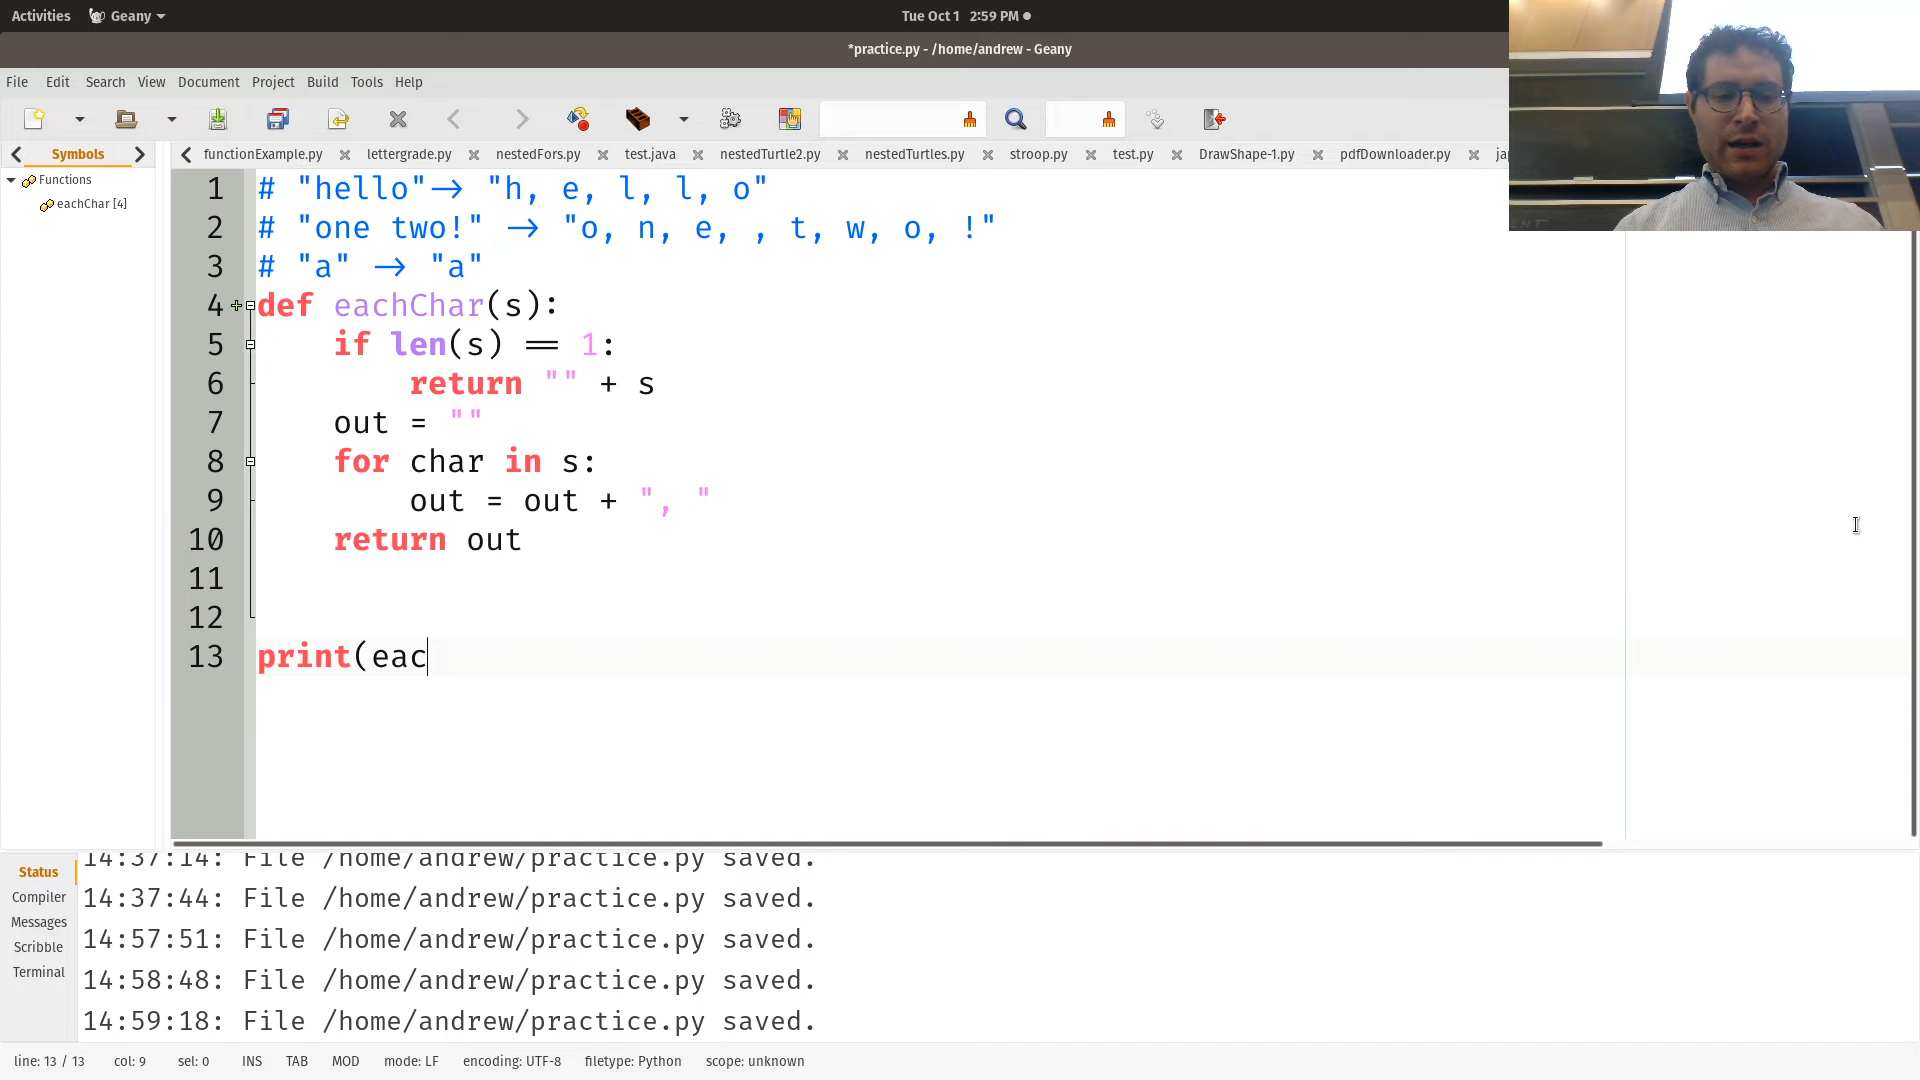 Activities Geany Tue Oct 1 2:59 PM
*practice.py - /home/andrew - Geany
File Edit Search View Document Project Build Tools Help
Symbols functionExample.py lettergrade.py nestedFors.py test.java nestedTurtle2.py nestedTurtles.py stroop.py test.py DrawShape-1.py pdfDownloader.py jap
Functions
eachChar [4]
1 # "hello"-> "h, e, l, l, o"
2 # "one two!" -> "o, n, e, , t, w, o, !"
3 # "a" -> "a"
4 def eachChar(s):
5 if len(s) == 1:
6 return "" + s
7 out = ""
8 for char in s:
9 out = out + ", "
10 return out
11
12
13 print(eac
Status
Compiler
Messages
Scribble
Terminal
14:37:14: File /home/andrew/practice.py saved.
14:37:44: File /home/andrew/practice.py saved.
14:57:51: File /home/andrew/practice.py saved.
14:58:48: File /home/andrew/practice.py saved.
14:59:18: File /home/andrew/practice.py saved.
line: 13 / 13 col: 9 sel: 0 INS TAB MOD mode: LF encoding: UTF-8 filetype: Python scope: unknown